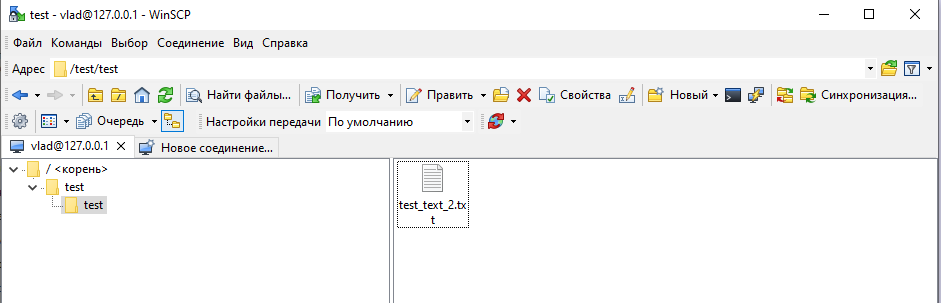 test - vlad@127.0.0.1 - WinSCP
Файл Команды Выбор Соединение Вид Справка
Адрес /test/test
Найти файлы... Получить Править Свойства Новый Синхронизация...
Очередь Настройки передачи По умолчанию
vlad@127.0.0.1 Новое соединение...
/ <корень>
test
test
test_text_2.tx
t